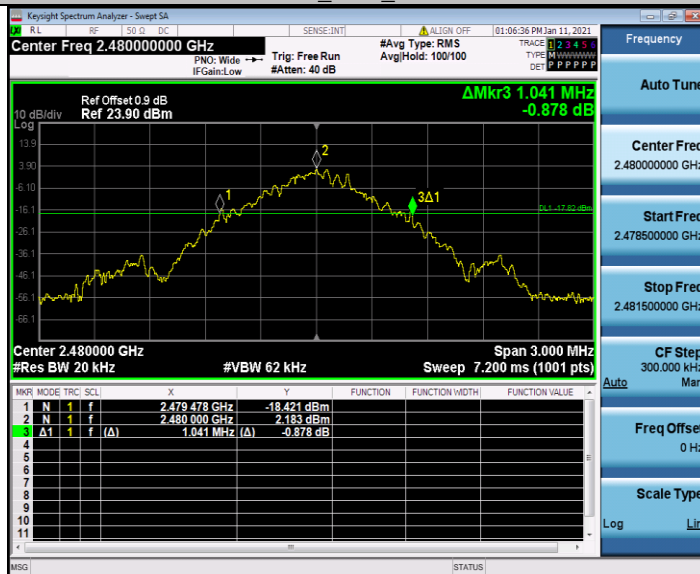 Keysight Spectrum Analyzer - Swept SA
RL RF 50 Ω DC SENSE:INT ALIGN OFF 01:06:36 PM Jan 11, 2021
Center Freq 2.480000000 GHz
PNO: Wide
IFGain:Low
Trig: Free Run
#Atten: 40 dB
#Avg Type: RMS
Avg|Hold: 100/100
TRACE 1 2 3 4 5 6
TYPE M W W W W W
DET P P P P P P
Frequency
Auto Tune
Center Freq
2.480000000 GHz
Start Freq
2.478500000 GHz
Stop Freq
2.481500000 GHz
CF Step
300.000 kHz
Auto Man
Freq Offset
0 Hz
Scale Type
Log Lin
ΔMkr3 1.041 MHz
-0.878 dB
Ref Offset 0.9 dB
10 dB/div Ref 23.90 dBm
Log
13.9
3.90
-6.10
-16.1
-26.1
-36.1
-46.1
-56.1
-66.1
1
2
3Δ1
DL1 -17.82 dBm
Center 2.480000 GHz Span 3.000 MHz
#Res BW 20 kHz #VBW 62 kHz Sweep 7.200 ms (1001 pts)
MKR MODE TRC SCL X Y FUNCTION FUNCTION WIDTH FUNCTION VALUE
1 N 1 f 2.479 478 GHz -18.421 dBm
2 N 1 f 2.480 000 GHz 2.183 dBm
3 Δ1 1 f (Δ) 1.041 MHz (Δ) -0.878 dB
4
5
6
7
8
9
10
11
MSG STATUS